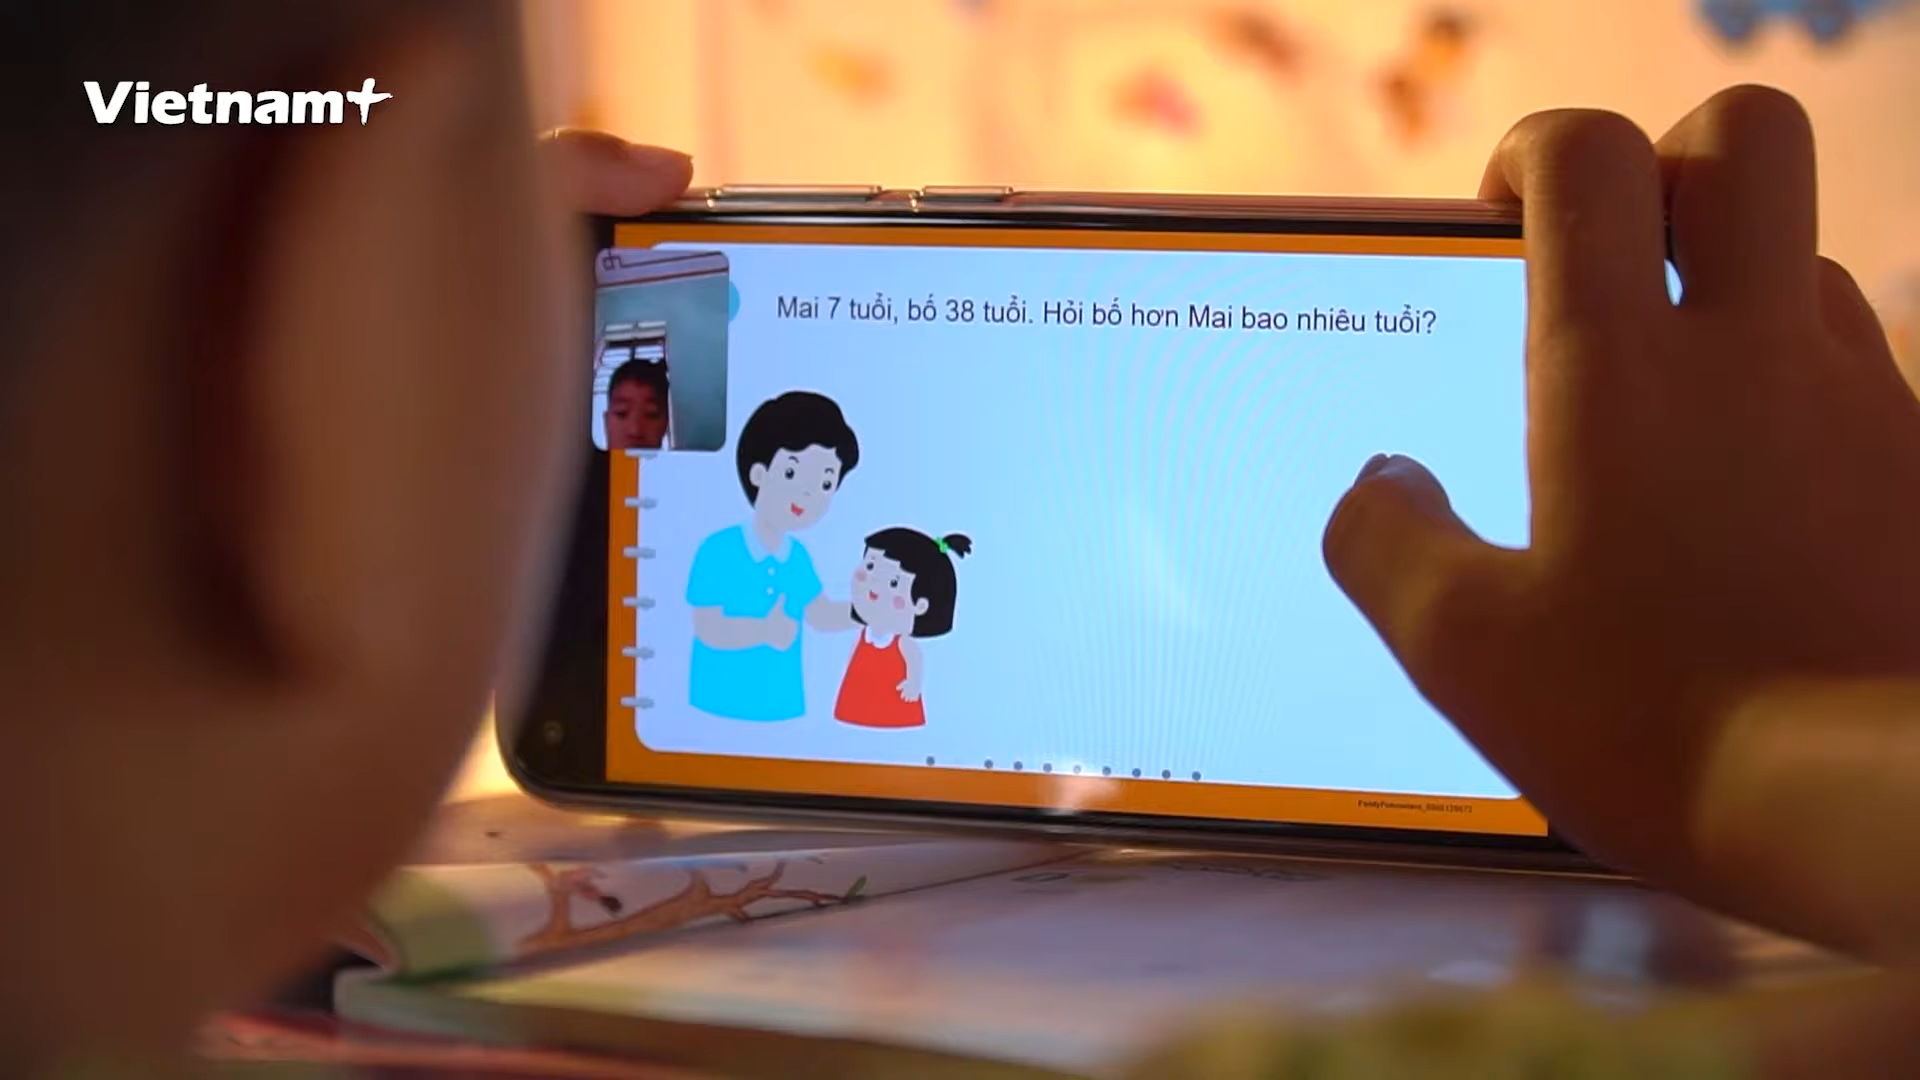 Vietnam+
Mai 7 tuổi, bố 38 tuổi. Hỏi bố hơn Mai bao nhiêu tuổi?